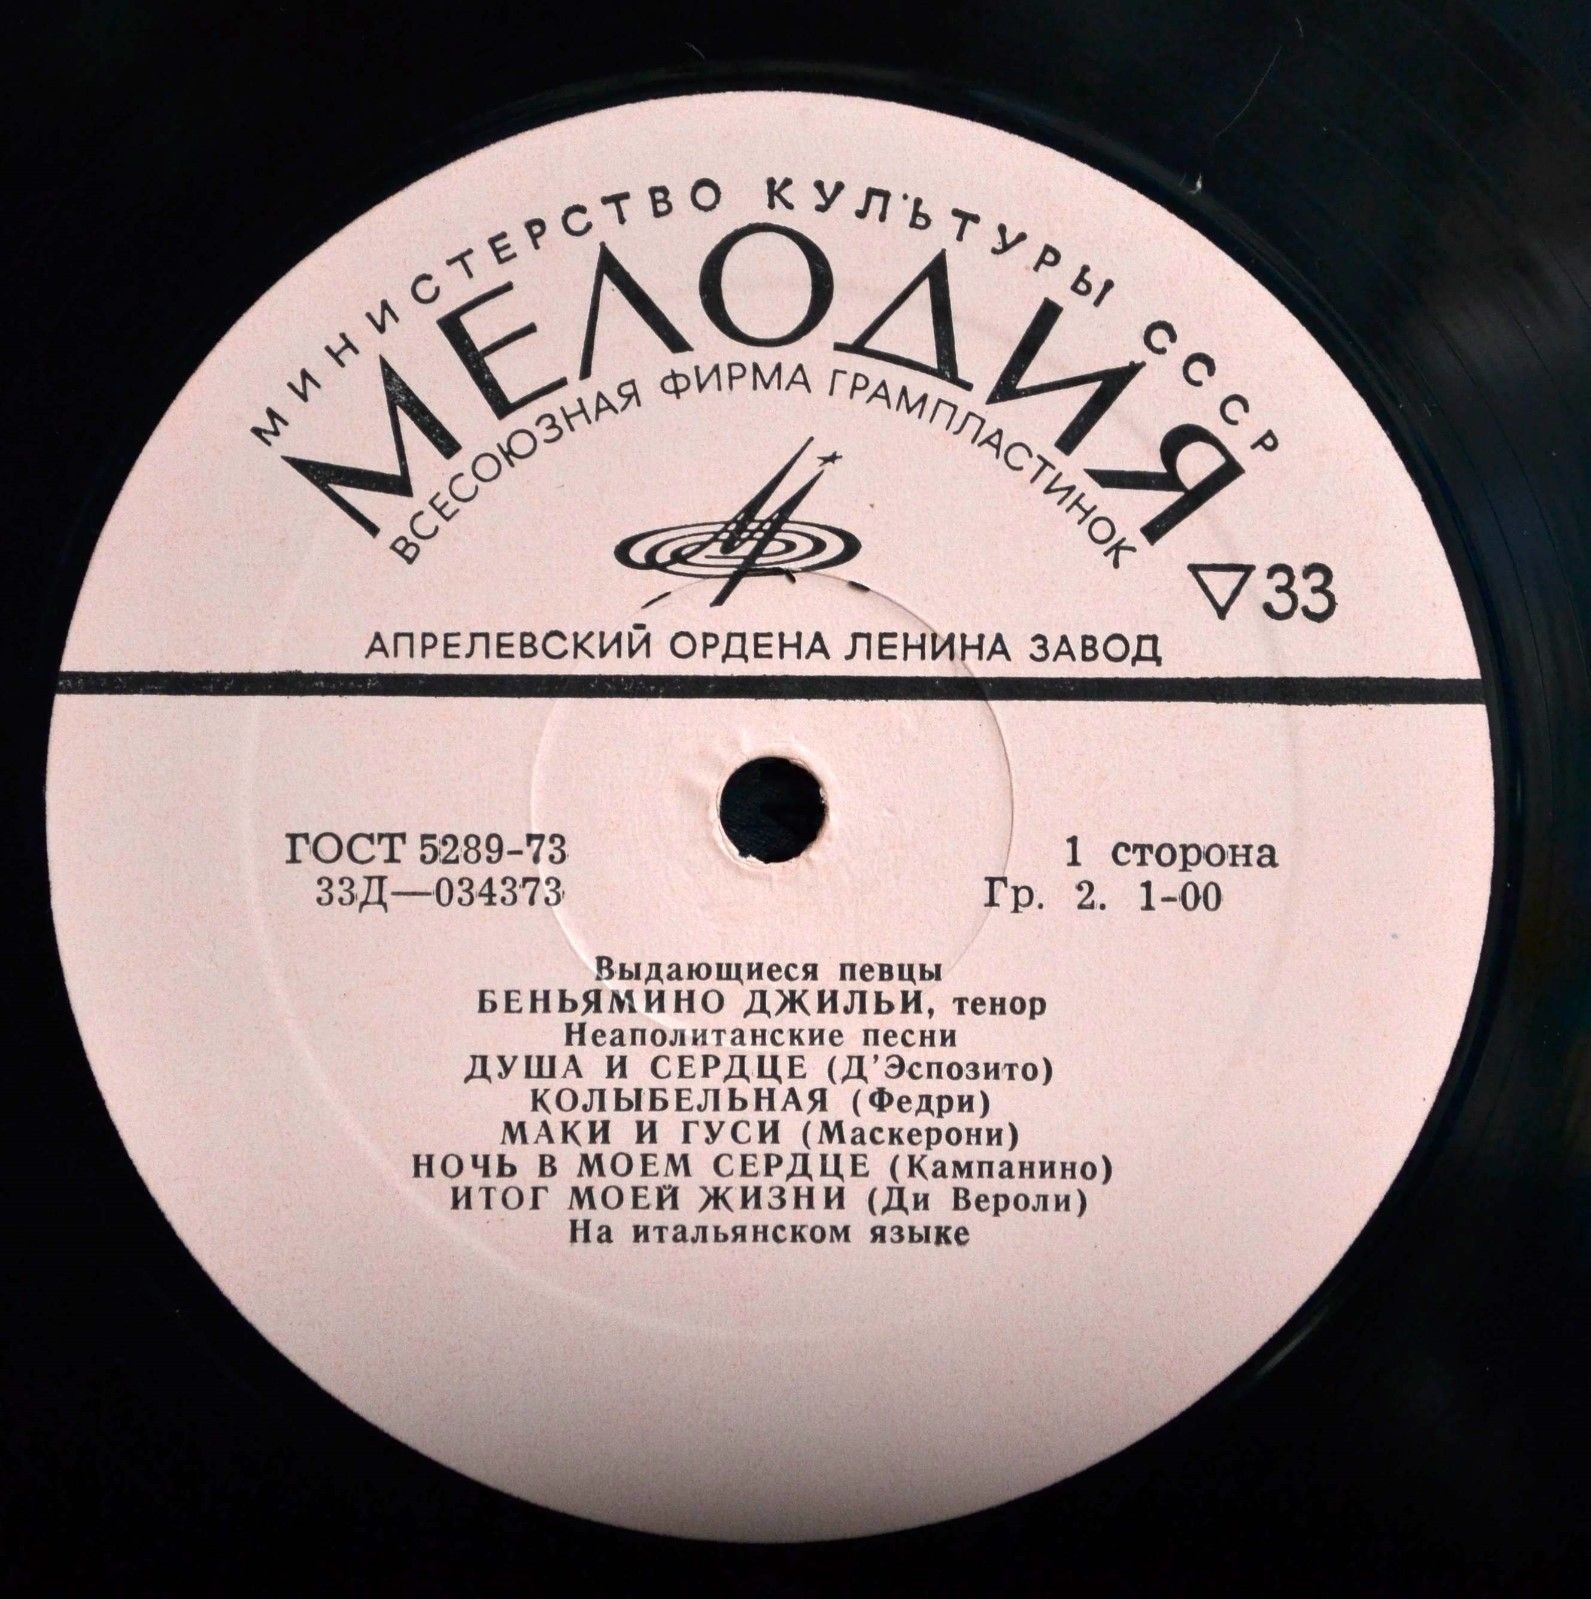 МИНИСТЕРСТВО КУЛЬТУРЫ СССР
МЕЛОДИЯ
ВСЕСОЮЗНАЯ ФИРМА ГРАМПЛАСТИНОК
33
АПРЕЛЕВСКИЙ ОРДЕНА ЛЕНИНА ЗАВОД
ГОСТ 5289-73
1 сторона
33Д—034373
Гр. 2. 1-00
Выдающиеся певцы
БЕНЬЯМИНО ДЖИЛЬИ, тенор
Неаполитанские песни
ДУША И СЕРДЦЕ (Д'Эспозито)
КОЛЫБЕЛЬНАЯ (Федри)
МАКИ И ГУСИ (Маскерони)
НОЧЬ В МОЕМ СЕРДЦЕ (Кампанино)
ИТОГ МОЕЙ ЖИЗНИ (Ди Вероли)
На итальянском языке